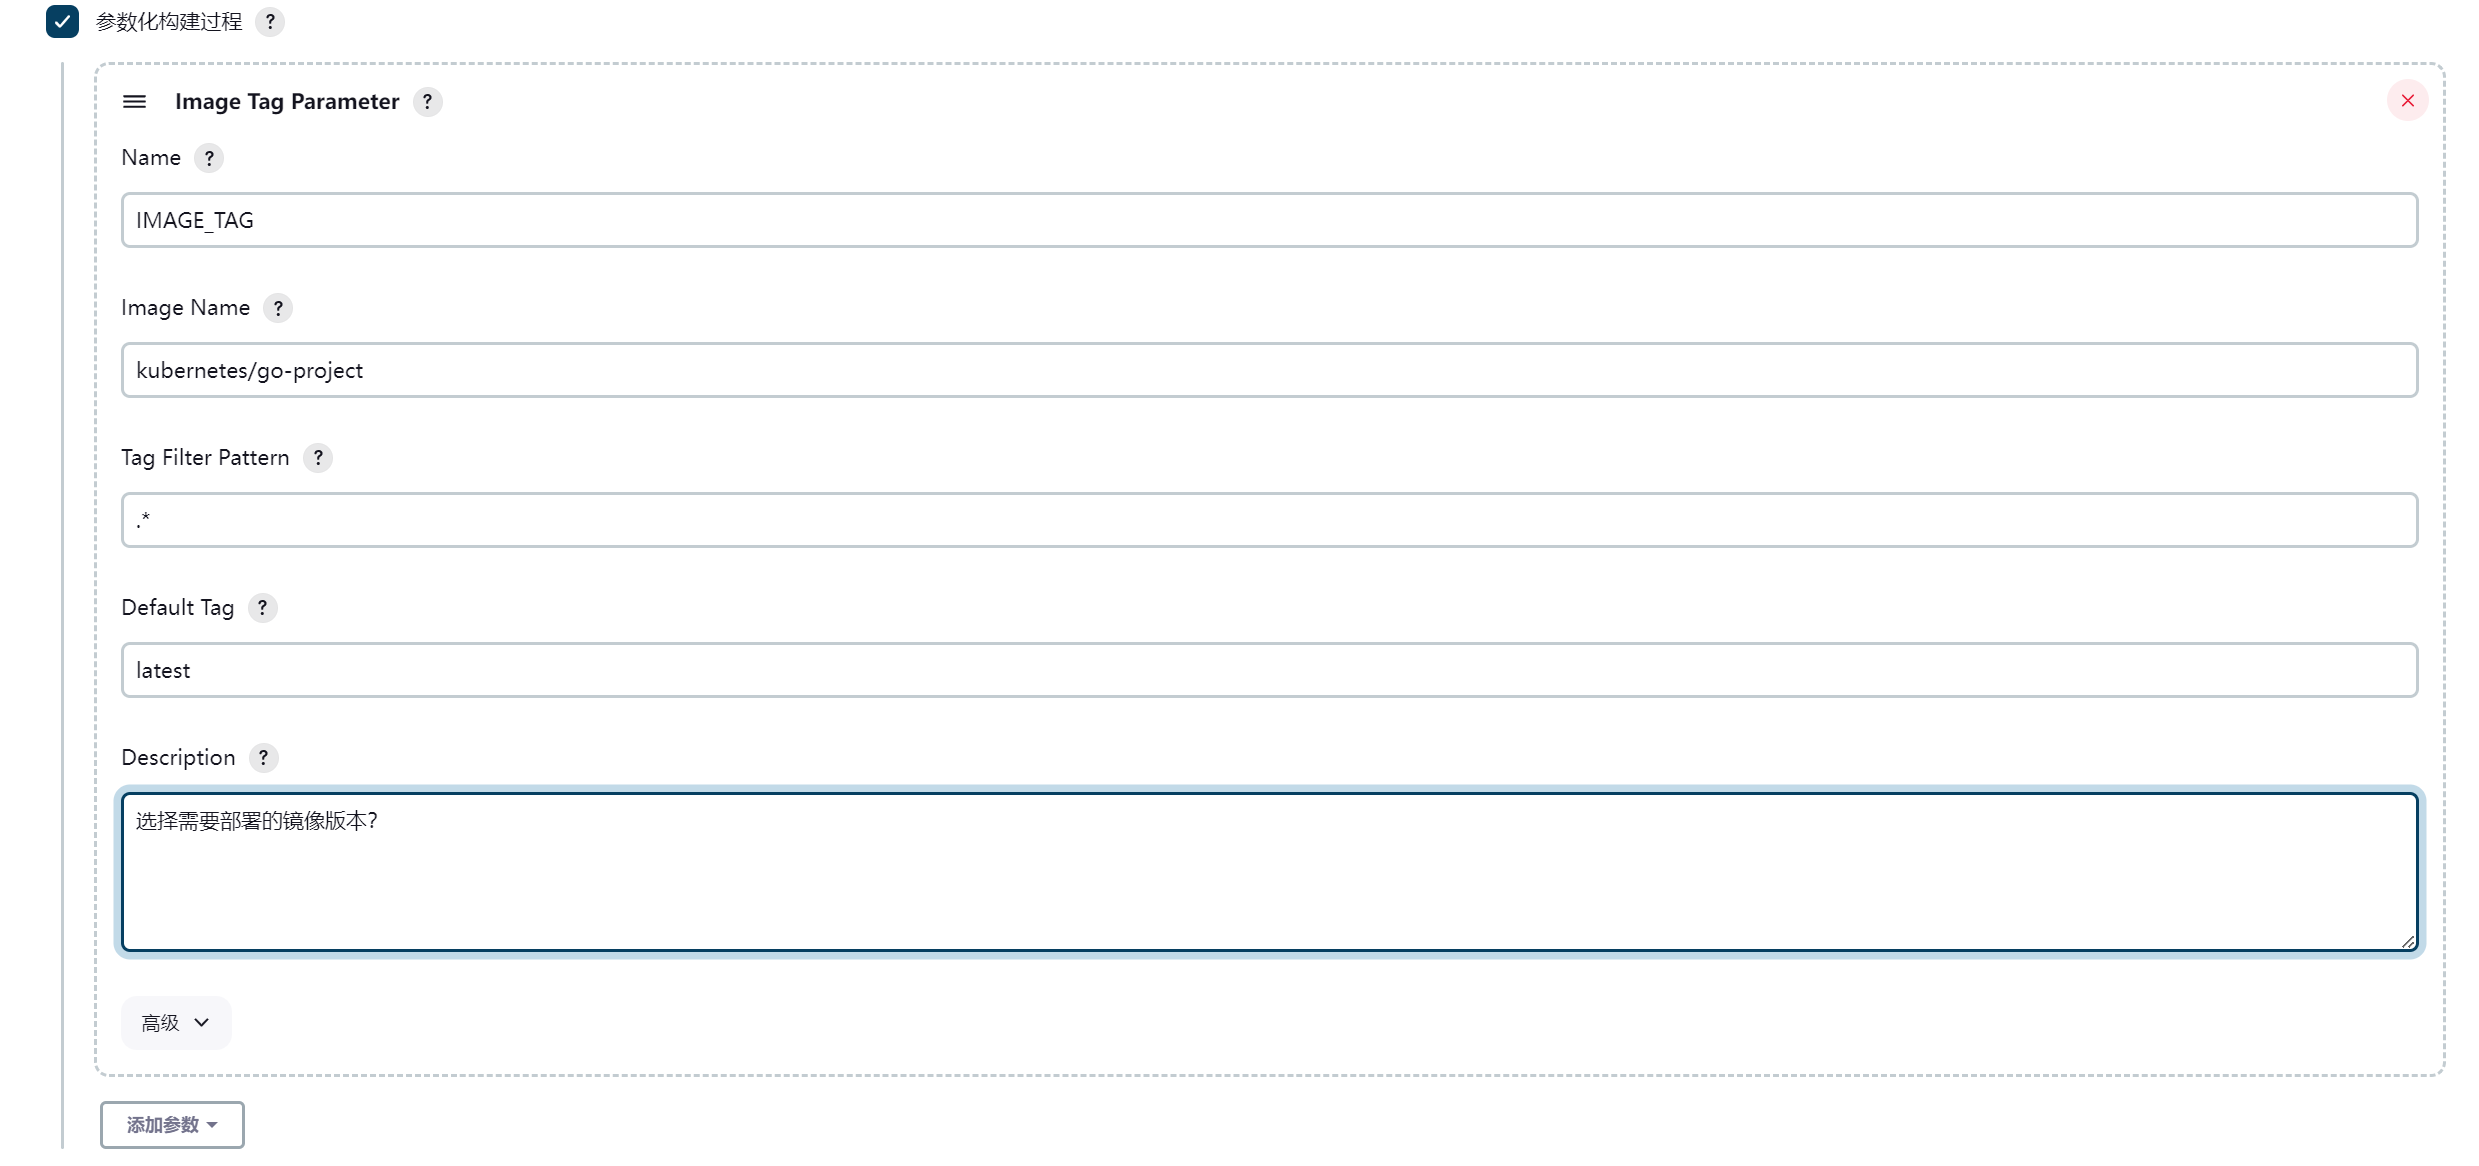 参数化构建过程 ?
Image Tag Parameter ?
Name ?
IMAGE_TAG
Image Name ?
kubernetes/go-project
Tag Filter Pattern ?
.*
Default Tag ?
latest
Description ?
选择需要部署的镜像版本?
高级
添加参数